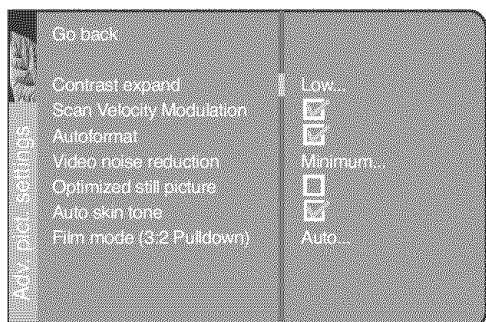 Go back
Contrast expand Low...
Scan Velocity Modulation
Autoformat
Video noise reduction Minimum...
Optimized still picture
Auto skin tone
Film mode (3:2 Pulldown) Auto...
Adv. pict. settings